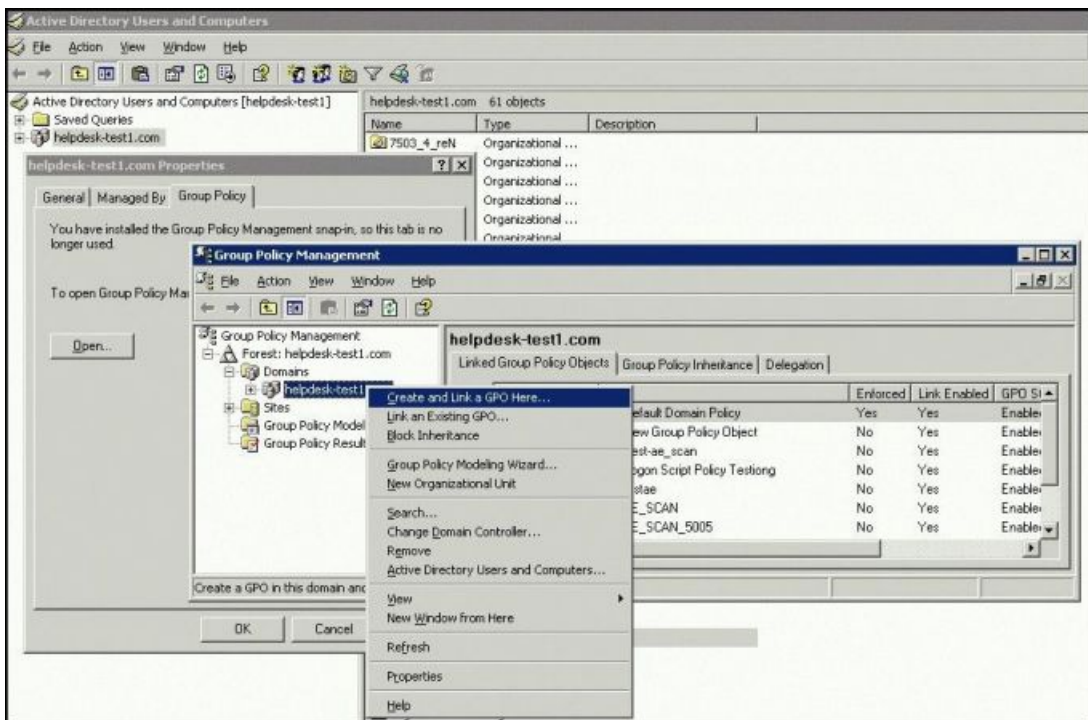 Active Directory Users and Computers
File Action View Window Help
Active Directory Users and Computers [helpdesk-test1]
Saved Queries
helpdesk-test1.com
helpdesk-test1.com 61 objects
Name Type Description
7503_4_reN Organizational ...
Organizational ...
Organizational ...
Organizational ...
Organizational ...
Organizational
helpdesk-test1.com Properties
General Managed By Group Policy
You have installed the Group Policy Management snap-in, so this tab is no
longer used.
To open Group Policy Ma
Open...
OK Cancel
Group Policy Management
File Action View Window Help
Group Policy Management
Forest: helpdesk-test1.com
Domains
helpdesk-test1
Sites
Group Policy Model
Group Policy Result
Create a GPO in this domain and
helpdesk-test1.com
Linked Group Policy Objects Group Policy Inheritance Delegation
Enforced Link Enabled GPO St
efault Domain Policy Yes Yes Enable
ew Group Policy Object No Yes Enable
est-ae_scan No Yes Enable
ogon Script Policy Testiong No Yes Enable
stae No Yes Enable
E_SCAN No Yes Enable
E_SCAN_5005 No Yes Enable
Create and Link a GPO Here...
Link an Existing GPO...
Block Inheritance
Group Policy Modeling Wizard...
New Organizational Unit
Search...
Change Domain Controller...
Remove
Active Directory Users and Computers...
View
New Window from Here
Refresh
Properties
Help